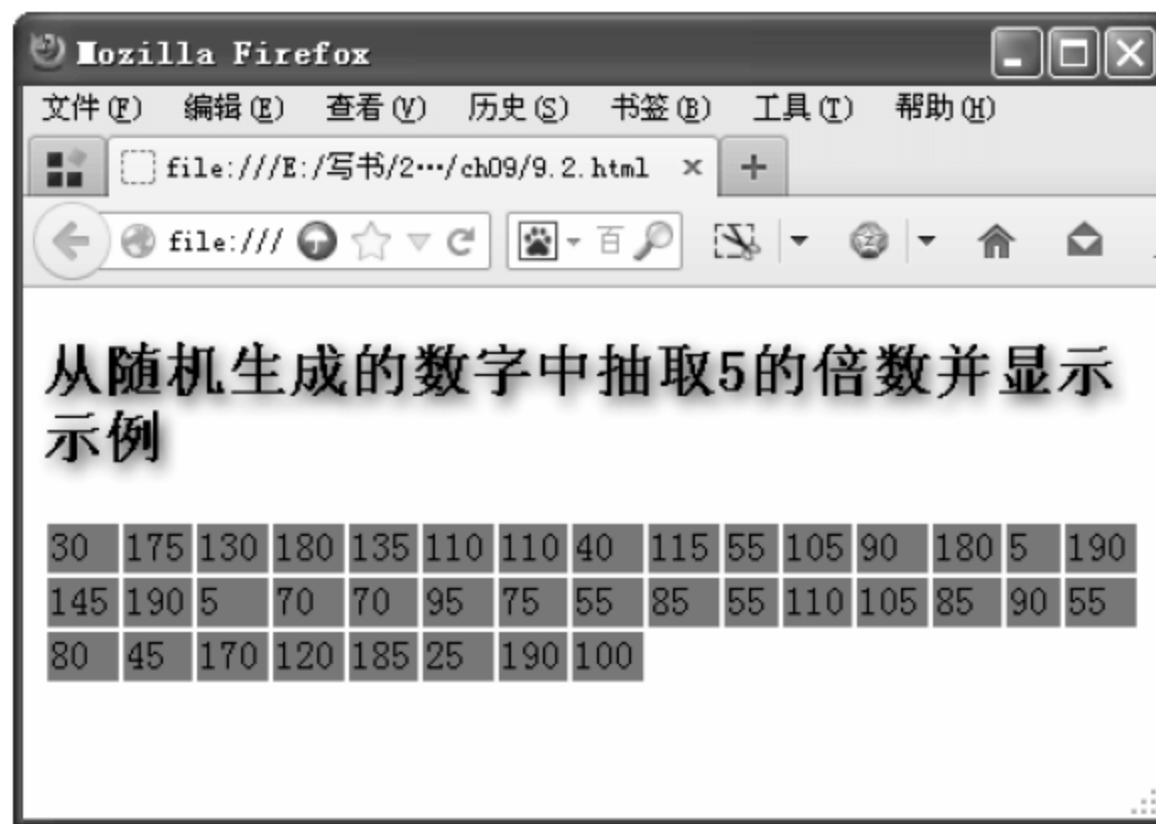 Mozilla Firefox
文件(F) 编辑(E) 查看(V) 历史(S) 书签(B) 工具(T) 帮助(H)
file:///E:/写书/2…/ch09/9.2.html
file:/// 百
从随机生成的数字中抽取5的倍数并显示
示例
30 175 130 180 135 110 110 40 115 55 105 90 180 5 190
145 190 5 70 70 95 75 55 85 55 110 105 85 90 55
80 45 170 120 185 25 190 100